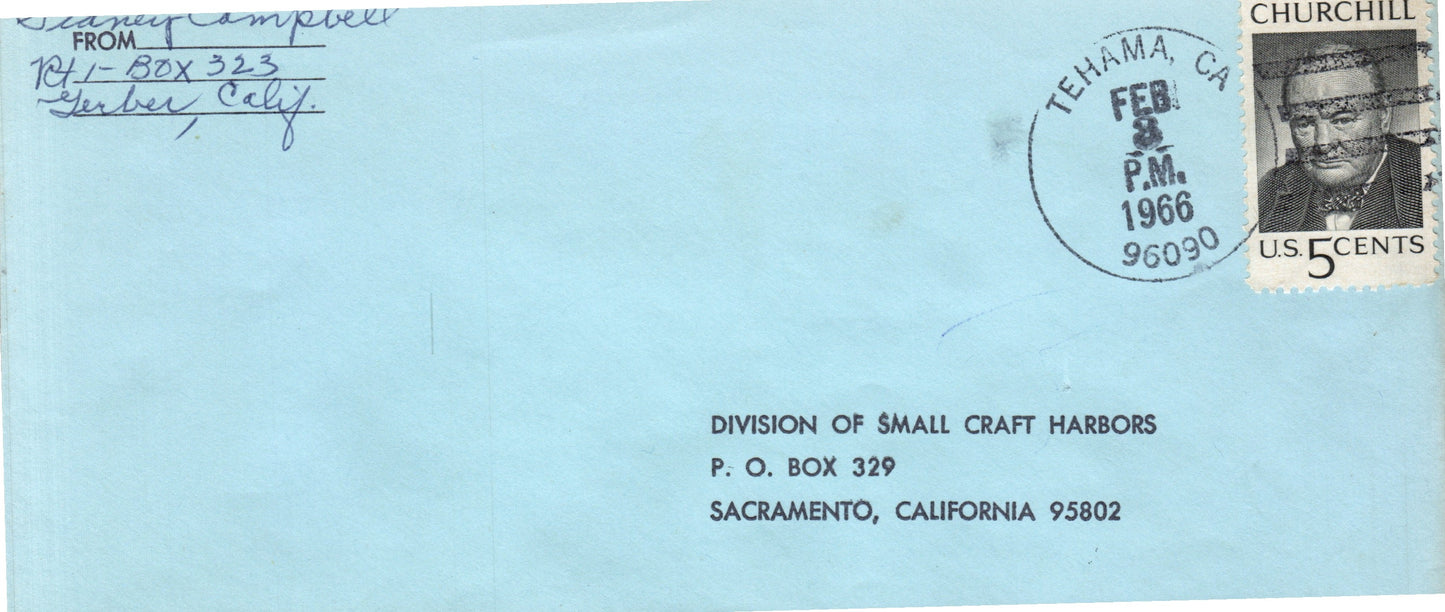 Sidney Campbell
FROM
Rt 1- Box 323
Gerber, Calif.
TEHAMA, CA
FEB
8
P.M.
1966
96090
CHURCHILL
U.S. 5 CENTS
DIVISION OF SMALL CRAFT HARBORS
P. O. BOX 329
SACRAMENTO, CALIFORNIA 95802